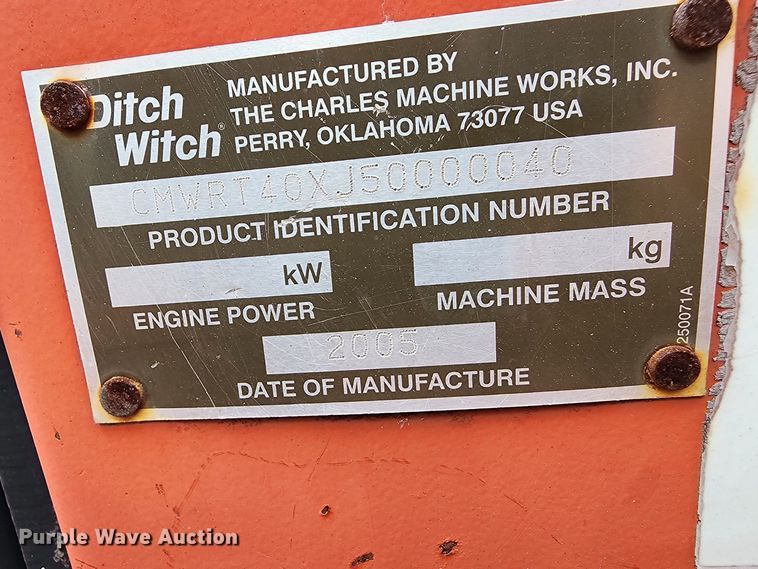 Ditch
Witch®
MANUFACTURED BY
THE CHARLES MACHINE WORKS, INC.
PERRY, OKLAHOMA 73077 USA
CMWRT40XJ50000040
PRODUCT IDENTIFICATION NUMBER
kW
ENGINE POWER
kg
MACHINE MASS
2005
DATE OF MANUFACTURE
250071A
Purple Wave Auction